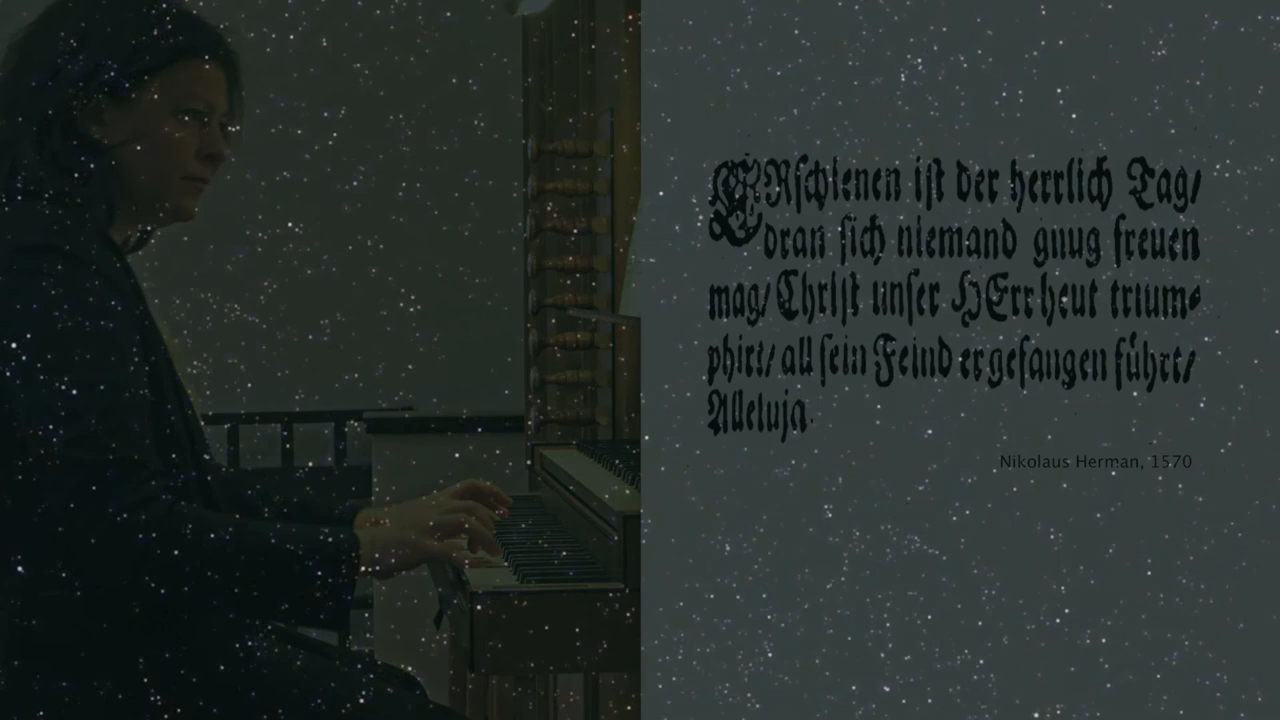 ERschienen ist der herrlich Tag/
dran sich niemand gnug freuen
mag/ Christ unser HErr heut trium-
phirt/ all sein Feind er gefangen führt/
Alleluja.
Nikolaus Herman, 1570